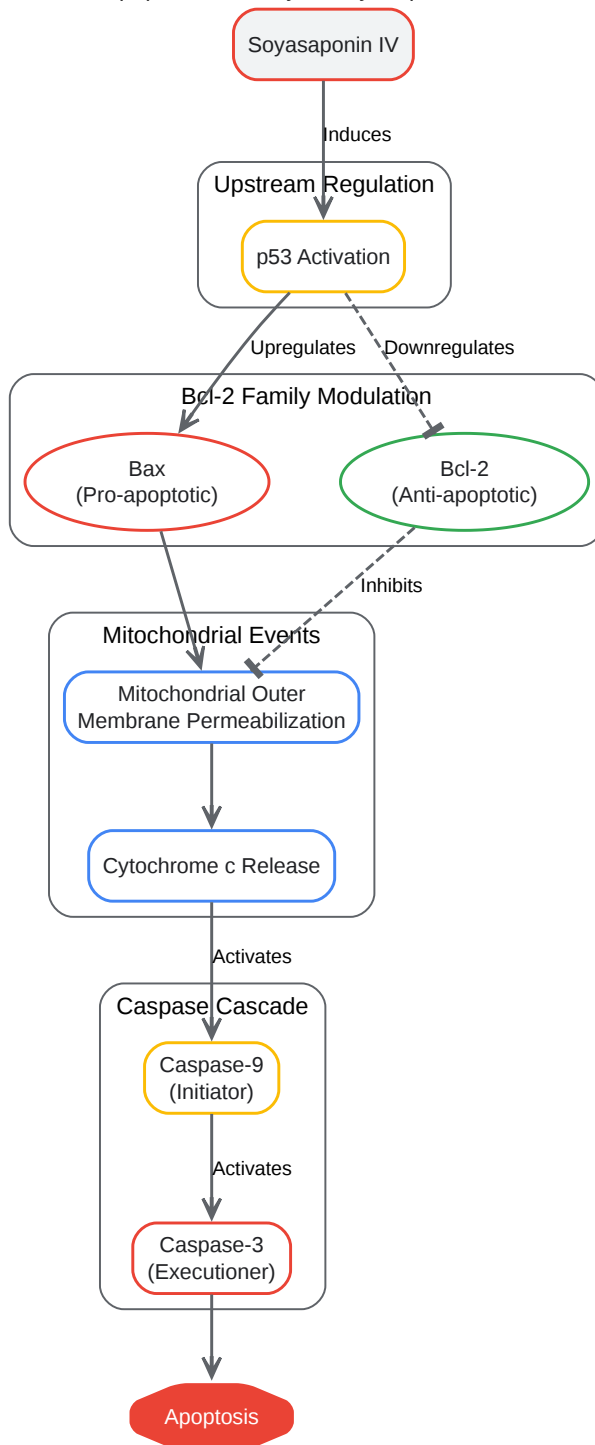 Soyasaponin IV
Induces
Upstream Regulation
p53 Activation
Upregulates
Downregulates
Bcl-2 Family Modulation
Bax
(Pro-apoptotic)
Bcl-2
(Anti-apoptotic)
Inhibits
Mitochondrial Events
Mitochondrial Outer
Membrane Permeabilization
Cytochrome c Release
Activates
Caspase Cascade
Caspase-9
(Initiator)
Activates
Caspase-3
(Executioner)
Apoptosis